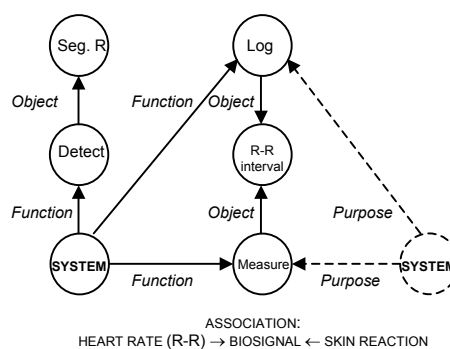 Seg. R
Log
Object
Function
Object
Detect
R-R
interval
Function
Object
Purpose
SYSTEM
Function
Measure
Purpose
SYSTEM
ASSOCIATION:
HEART RATE (R-R) → BIOSIGNAL ← SKIN REACTION